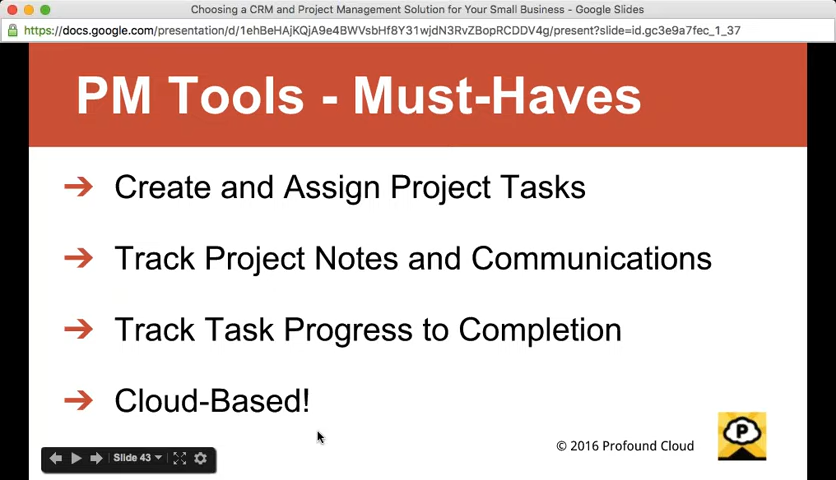 Choosing a CRM and Project Management Solution for Your Small Business - Google Slides
https://docs.google.com/presentation/d/1ehBeHAjKQjA9e4BWVsbHf8Y31wjdN3RvZBopRCDDV4g/present?slide=id.gc3e9a7fec_1_37
PM Tools - Must-Haves
➔ Create and Assign Project Tasks
➔ Track Project Notes and Communications
➔ Track Task Progress to Completion
➔ Cloud-Based!
© 2016 Profound Cloud
P
Slide 43